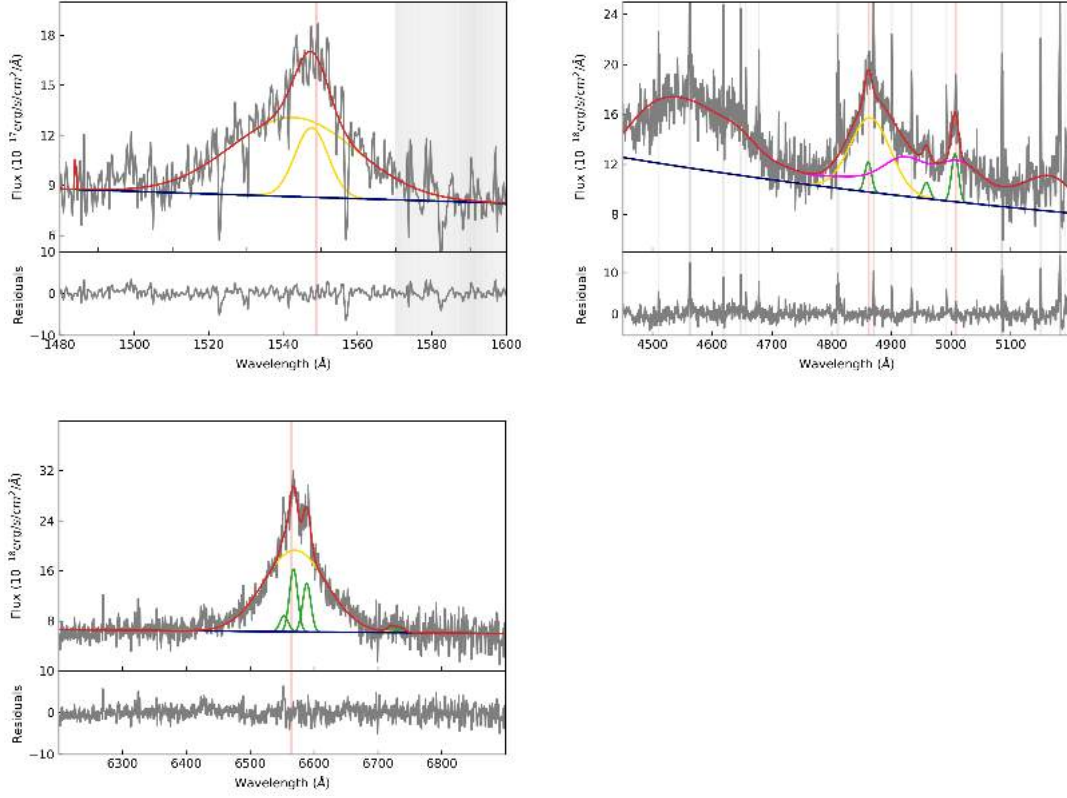 Flux (10 ¹⁷erg/s/cm²/Å)
18
15
12
9
6
Residuals
10
0
−10
1480 1500 1520 1540 1560 1580 1600
Wavelength (Å)
Flux (10 ¹⁸erg/s/cm²/Å)
24
20
16
12
8
Residuals
10
0
4500 4600 4700 4800 4900 5000 5100
Wavelength (Å)
Flux (10 ¹⁸erg/s/cm²/Å)
32
24
16
8
Residuals
10
0
−10
6300 6400 6500 6600 6700 6800
Wavelength (Å)